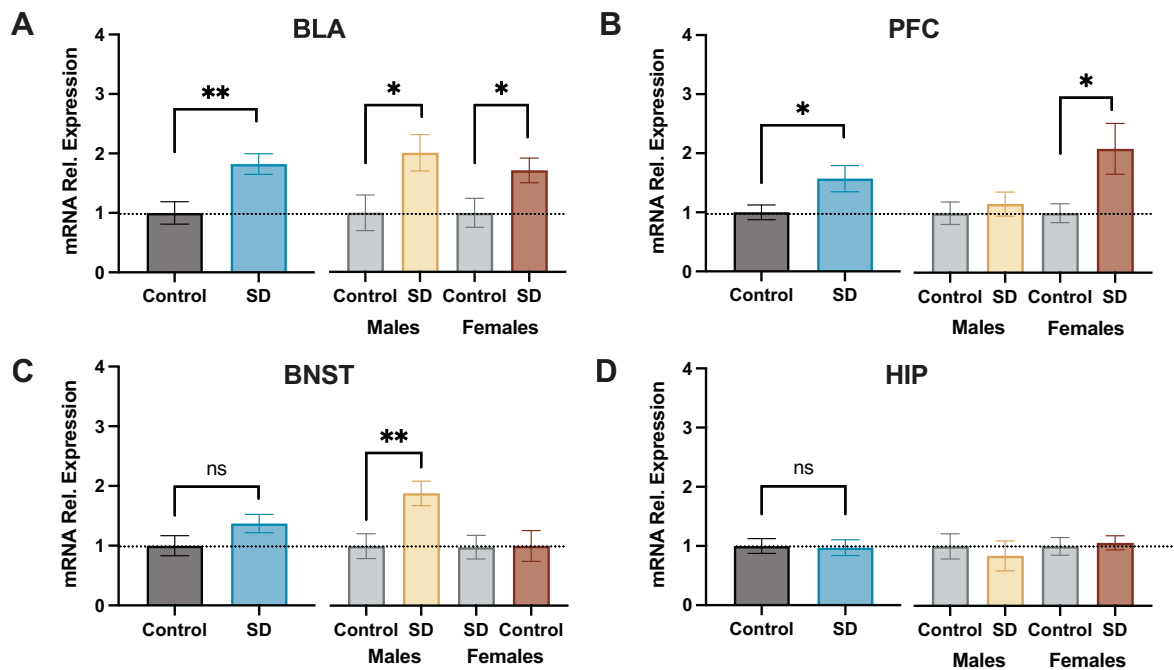 A
BLA
mRNA Rel. Expression
4
3
2
1
0
**
*
*
Control SD Control SD Control SD
Males Females
B
PFC
mRNA Rel. Expression
4
3
2
1
0
*
*
Control SD Control SD Control SD
Males Females
C
BNST
mRNA Rel. Expression
4
3
2
1
0
ns
**
Control SD Control SD SD Control
Males Females
D
HIP
mRNA Rel. Expression
4
3
2
1
0
ns
Control SD Control SD Control SD
Males Females